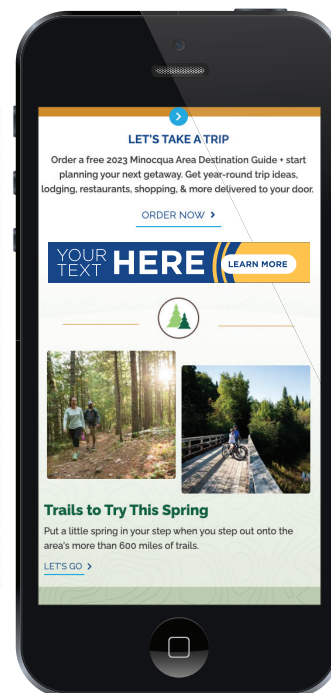 LET'S TAKE A TRIP
Order a free 2023 Minocqua Area Destination Guide + start
planning your next getaway. Get year-round trip ideas,
lodging, restaurants, shopping, & more delivered to your door.
ORDER NOW
YOUR TEXT HERE
LEARN MORE
Trails to Try This Spring
Put a little spring in your step when you step out onto the
area's more than 600 miles of trails.
LET'S GO